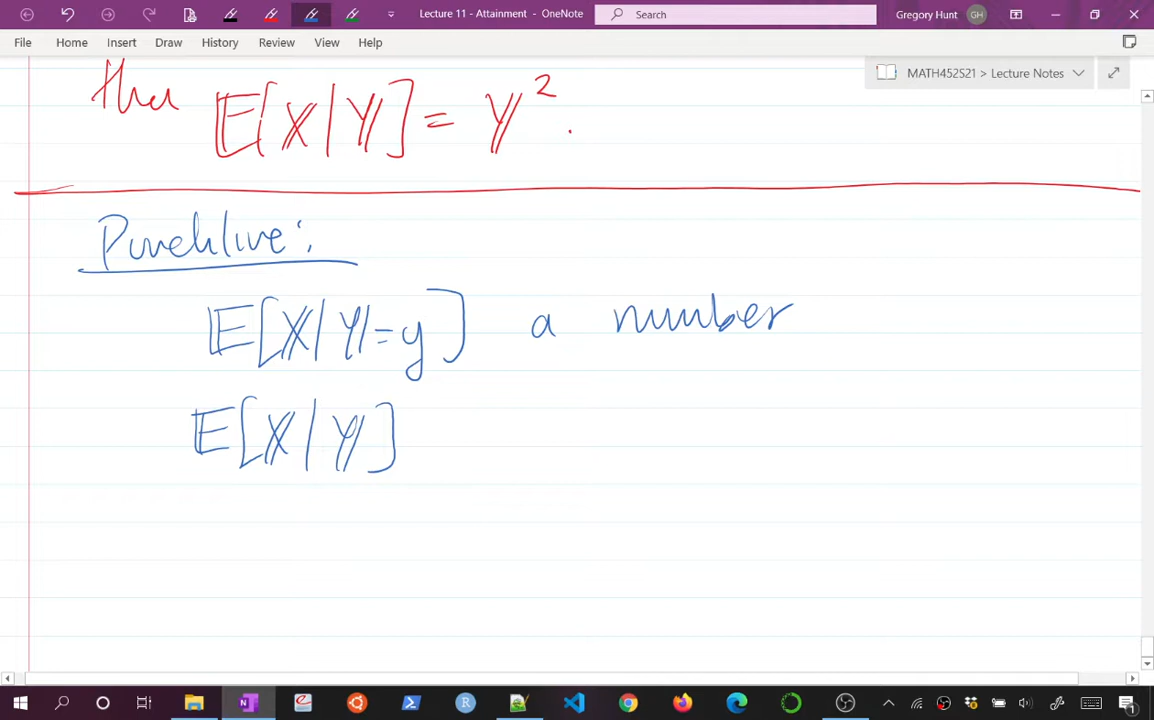 Lecture 11 - Attainment - OneNote
Search
Gregory Hunt
GH
File Home Insert Draw History Review View Help
MATH452S21 > Lecture Notes
then E[X|Y] = Y².
Punchline:
E[X|Y=y] a number
E[X|Y]